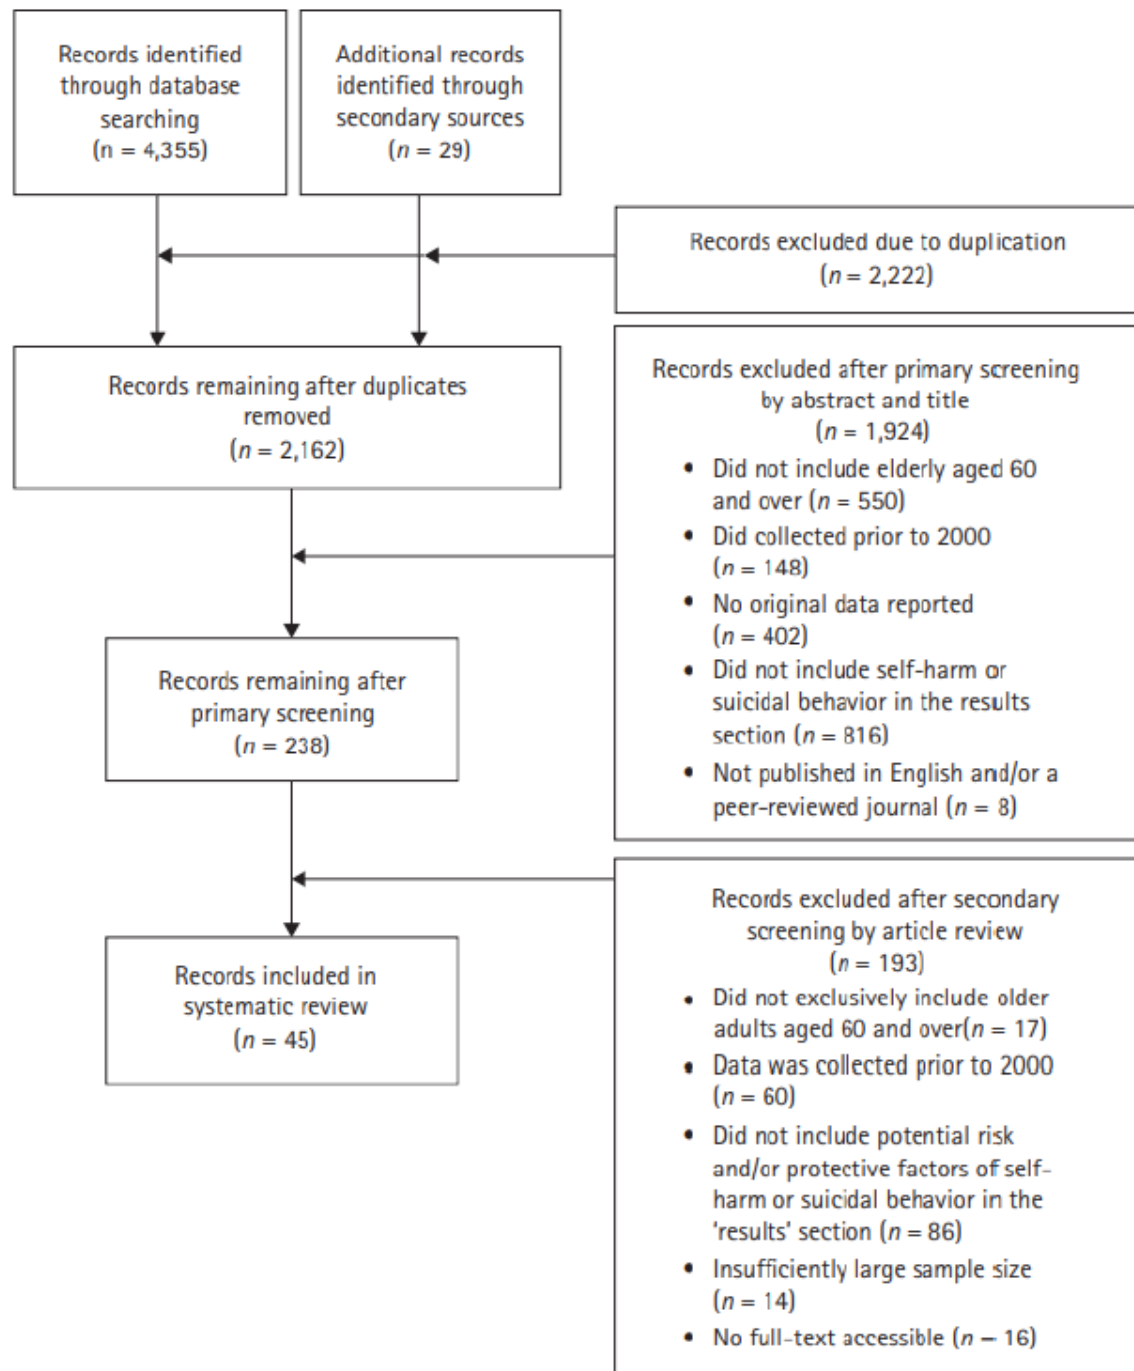 Records identified
through database
searching
(n = 4,355)
Additional records
identified through
secondary sources
(n = 29)
Records excluded due to duplication
(n = 2,222)
Records remaining after duplicates
removed
(n = 2,162)
Records excluded after primary screening
by abstract and title
(n = 1,924)
• Did not include elderly aged 60
and over (n = 550)
• Did collected prior to 2000
(n = 148)
• No original data reported
(n = 402)
• Did not include self-harm or
suicidal behavior in the results
section (n = 816)
• Not published in English and/or a
peer-reviewed journal (n = 8)
Records remaining after
primary screening
(n = 238)
Records excluded after secondary
screening by article review
(n = 193)
• Did not exclusively include older
adults aged 60 and over(n = 17)
• Data was collected prior to 2000
(n = 60)
• Did not include potential risk
and/or protective factors of self-
harm or suicidal behavior in the
'results' section (n = 86)
• Insufficiently large sample size
(n = 14)
• No full-text accessible (n – 16)
Records included in
systematic review
(n = 45)